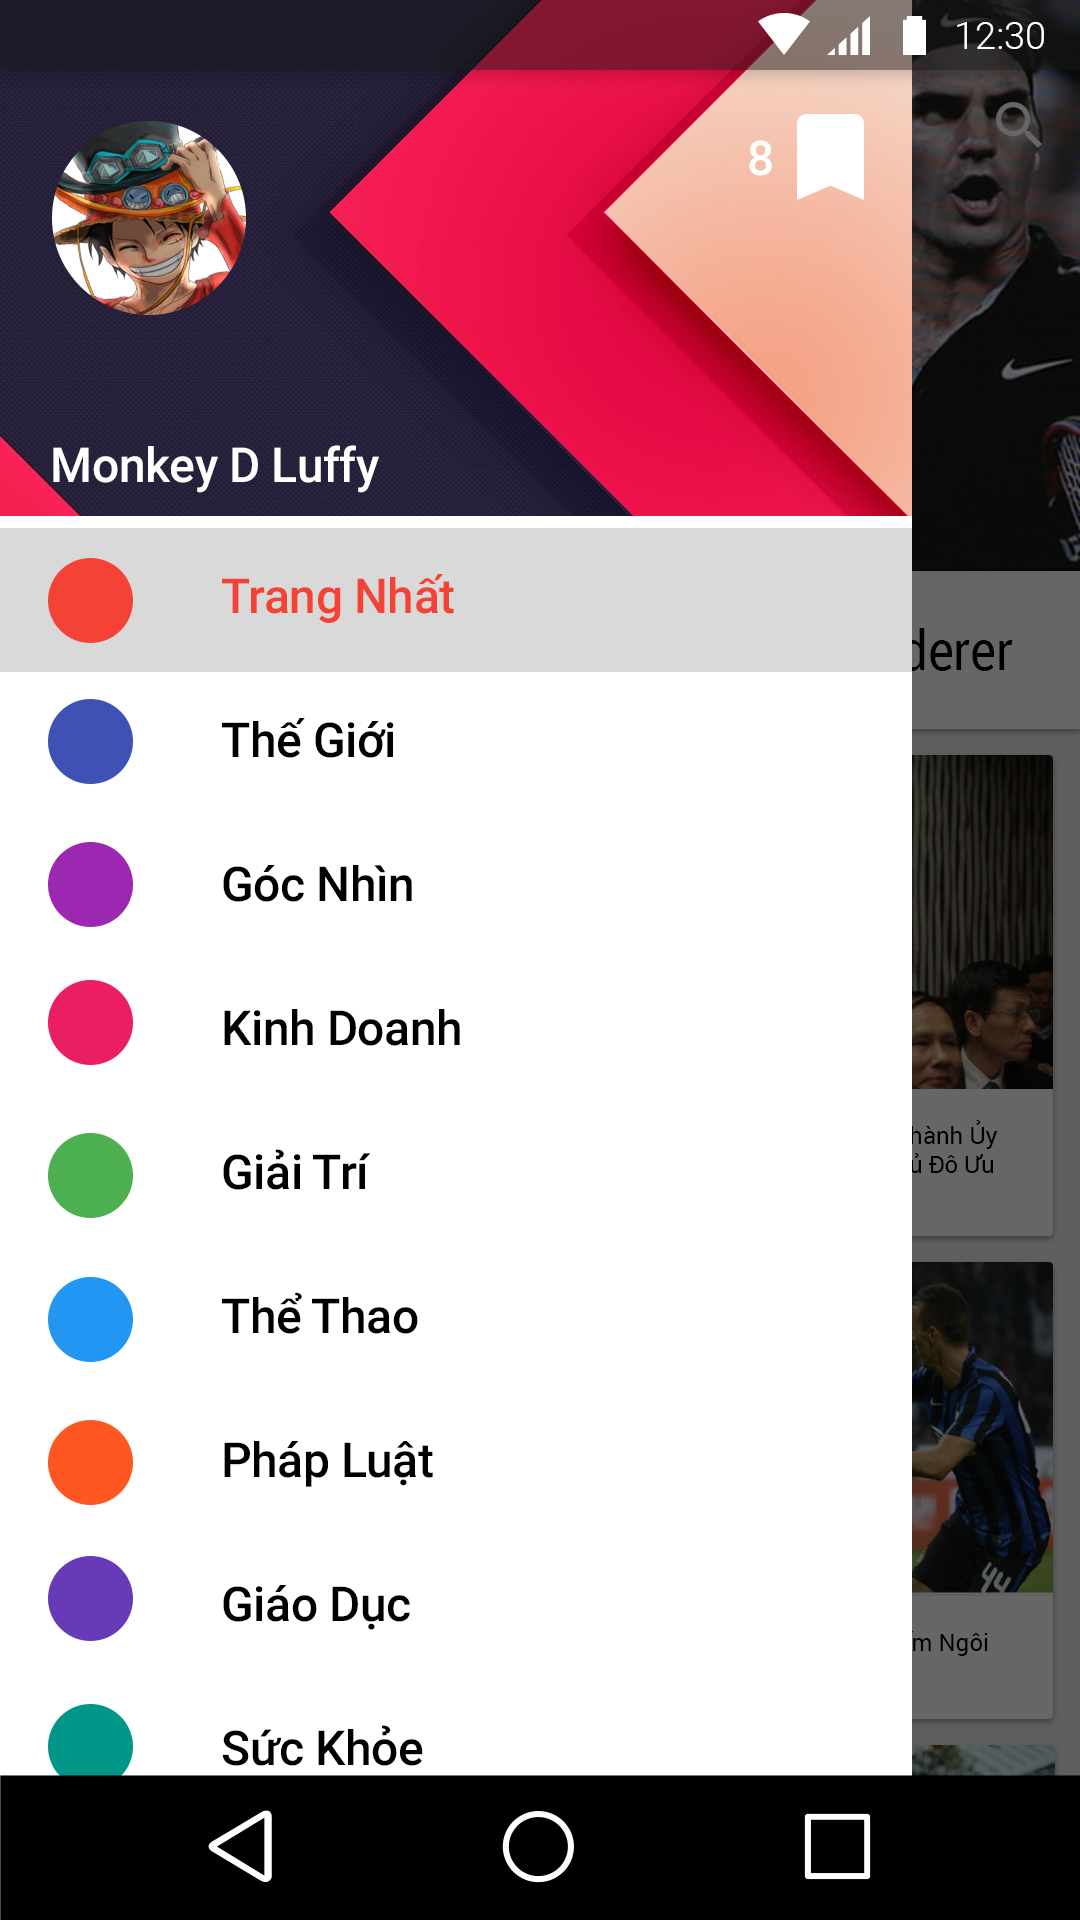 12:30
8
Monkey D Luffy
Trang Nhất
derer
Thế Giới
Góc Nhìn
Kinh Doanh
hành Ủy
Đô Ưu
Giải Trí
Thể Thao
Pháp Luật
44
Giáo Dục
Ngôi
Sức Khỏe